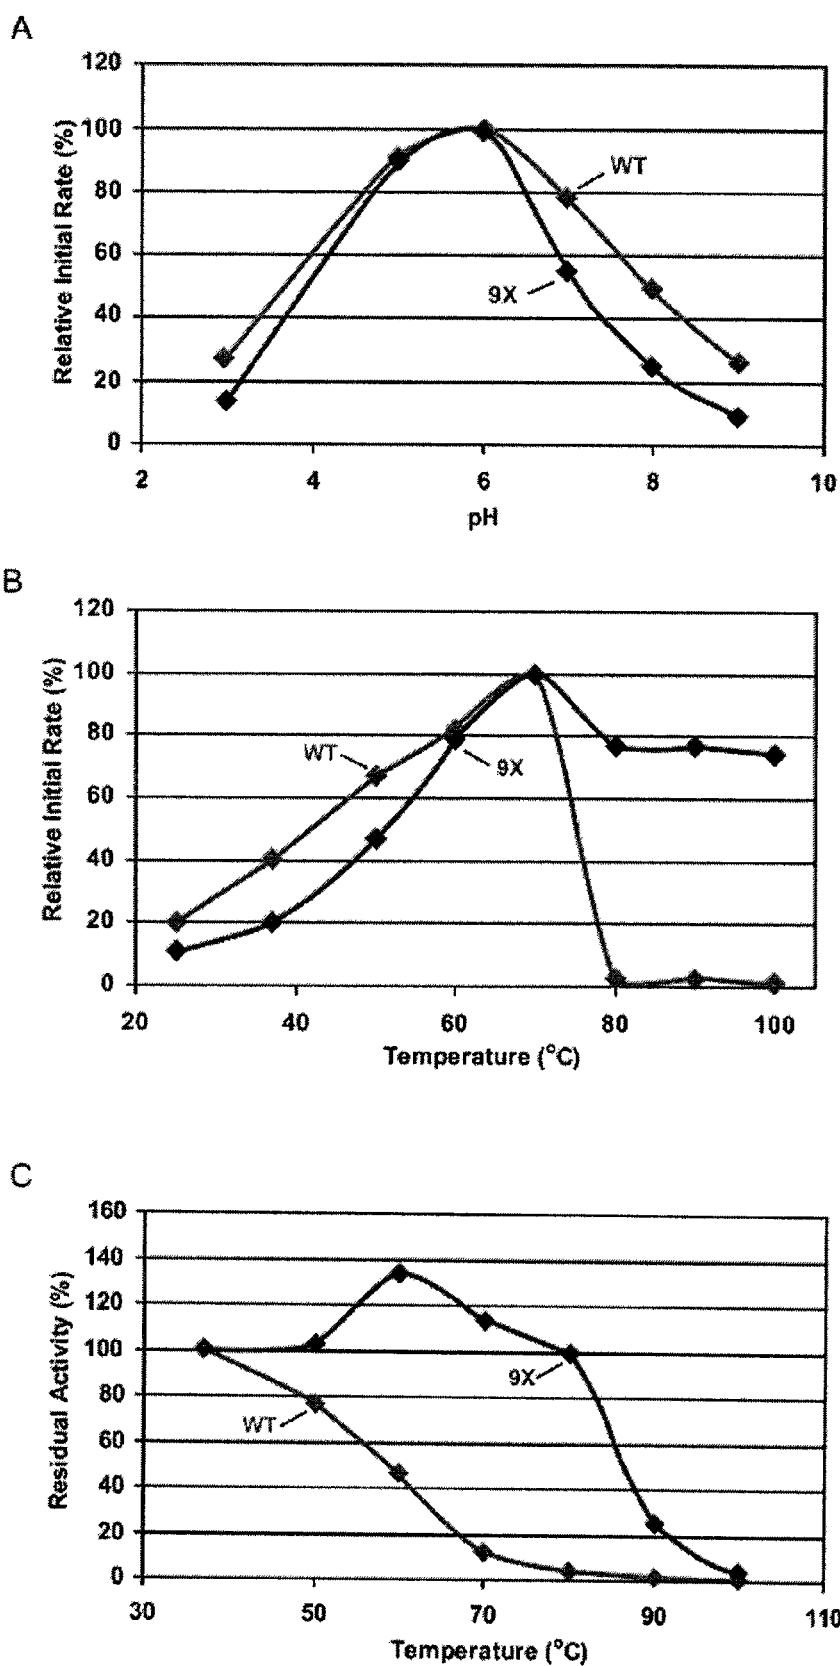 A
120
100
80
60
40
20
0
Relative Initial Rate (%)
WT
9X
2 4 6 8 10
pH
B
120
100
80
60
40
20
0
Relative Initial Rate (%)
WT
9X
20 40 60 80 100
Temperature (°C)
C
160
140
120
100
80
60
40
20
0
Residual Activity (%)
9X
WT
30 50 70 90 110
Temperature (°C)